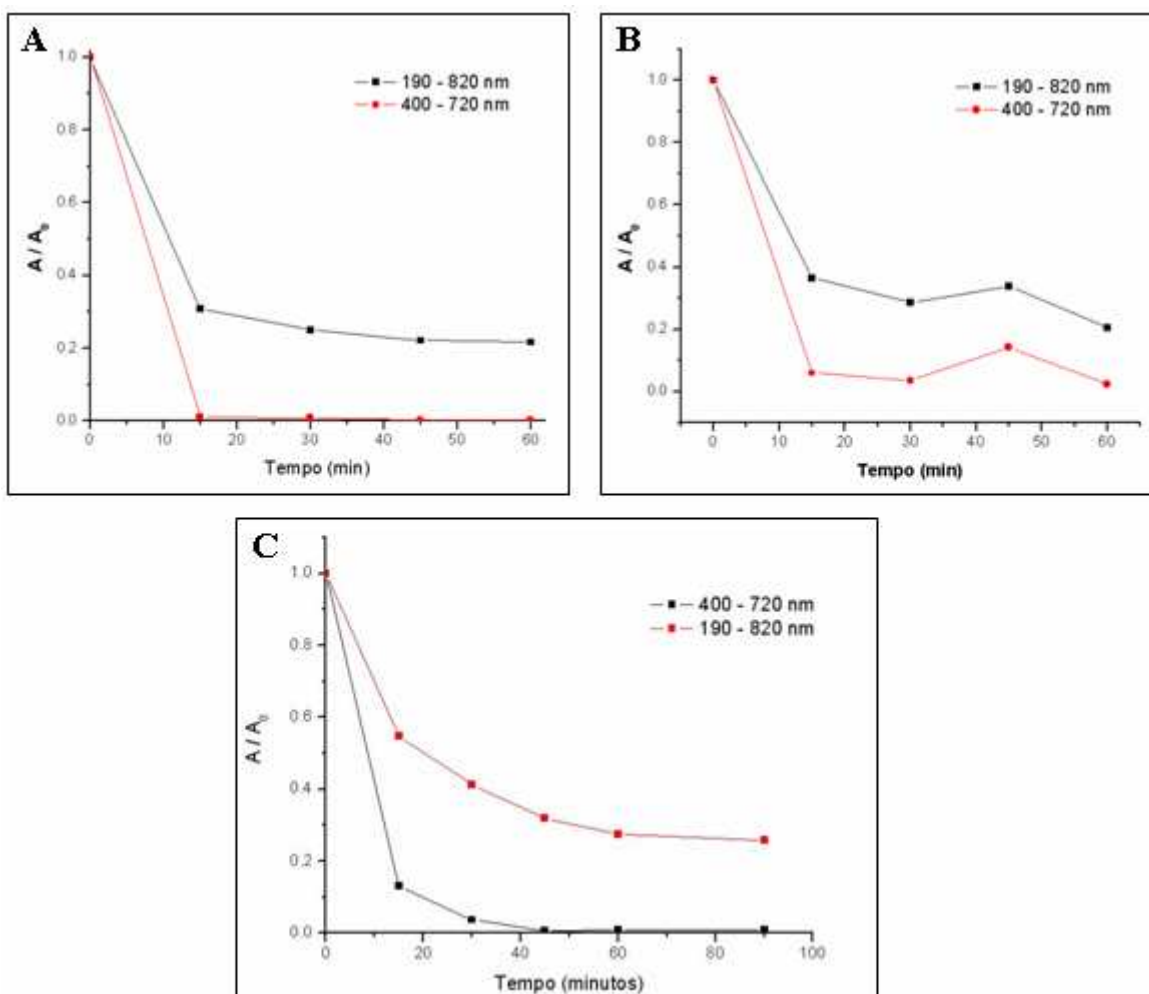 A
1.0
0.8
0.6
0.4
0.2
0.0
A / A₀
0 10 20 30 40 50 60
Tempo (min)
190 - 820 nm
400 - 720 nm
B
1.0
0.8
0.6
0.4
0.2
0.0
A / A₀
0 10 20 30 40 50 60
Tempo (min)
190 - 820 nm
400 - 720 nm
C
1.0
0.8
0.6
0.4
0.2
0.0
A / A₀
0 20 40 60 80 100
Tempo (minutos)
400 - 720 nm
190 - 820 nm